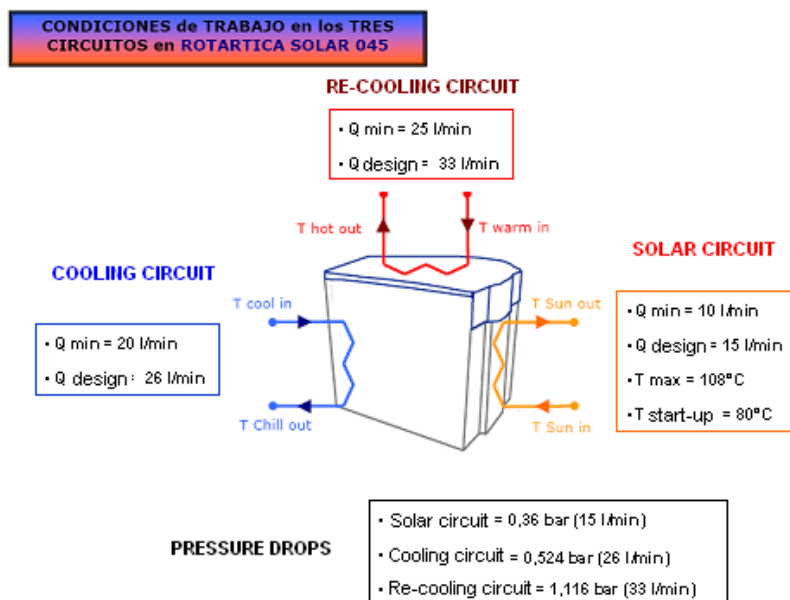 CONDICIONES de TRABAJO en los TRES
CIRCUITOS en ROTARTICA SOLAR 045
RE-COOLING CIRCUIT
· Q min = 25 l/min
· Q design = 33 l/min
T hot out
T warm in
COOLING CIRCUIT
T cool in
· Q min = 20 l/min
· Q design: 26 l/min
T Chill out
SOLAR CIRCUIT
T Sun out
· Q min = 10 l/min
· Q design = 15 l/min
· T max = 108°C
· T start-up = 80°C
T Sun in
PRESSURE DROPS
· Solar circuit = 0,36 bar (15 l/min)
· Cooling circuit = 0,524 bar (26 l/min)
· Re-cooling circuit = 1,116 bar (33 l/min)